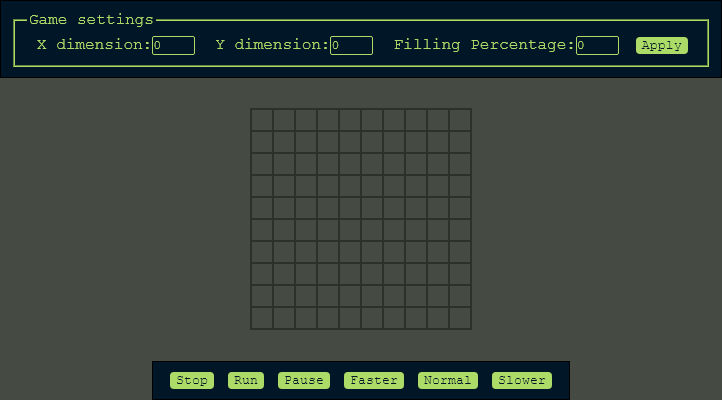 Game settings
X dimension:0 Y dimension:0 Filling Percentage:0 Apply
Stop Run Pause Faster Normal Slower